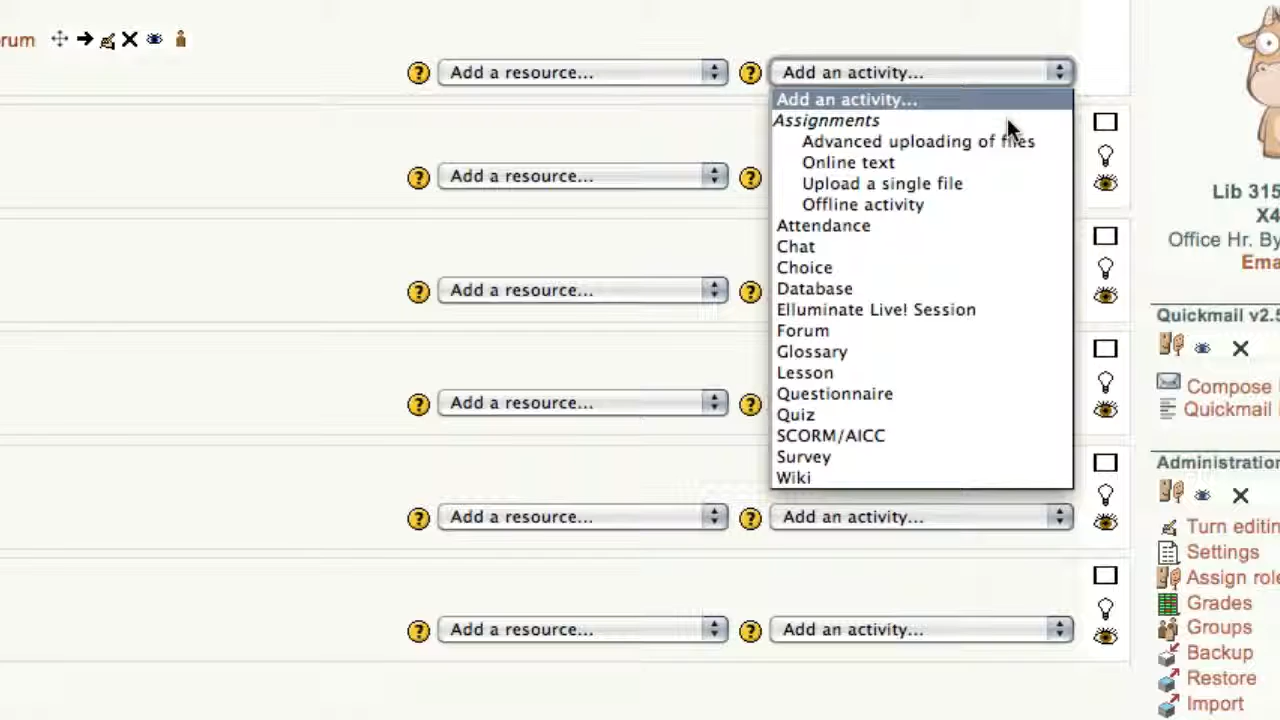 rum
? Add a resource... ? Add an activity...
Add an activity...
Assignments
Advanced uploading of files
Online text
Upload a single file
Offline activity
Attendance
Chat
Choice
Database
Elluminate Live! Session
Forum
Glossary
Lesson
Questionnaire
Quiz
SCORM/AICC
Survey
Wiki
? Add a resource... ?
? Add a resource... ?
? Add a resource... ?
? Add a resource... ? Add an activity...
? Add a resource... ? Add an activity...
Lib 315
X4
Office Hr. By
Ema
Quickmail v2.5
Compose
Quickmail
Administration
Turn editin
Settings
Assign role
Grades
Groups
Backup
Restore
Import